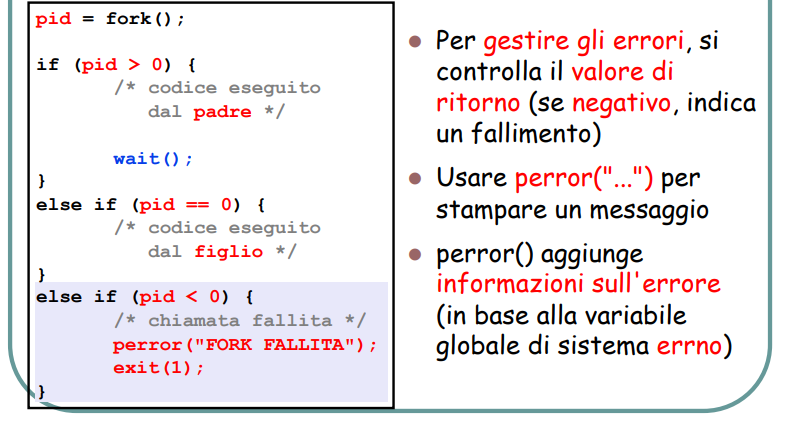 pid = fork();
if (pid > 0) {
/* codice eseguito
dal padre */
wait();
}
else if (pid == 0) {
/* codice eseguito
dal figlio */
}
else if (pid < 0) {
/* chiamata fallita */
perror("FORK FALLITA");
exit(1);
}
Per gestire gli errori, si
controlla il valore di
ritorno (se negativo, indica
un fallimento)
Usare perror("...") per
stampare un messaggio
perror() aggiunge
informazioni sull'errore
(in base alla variabile
globale di sistema errno)